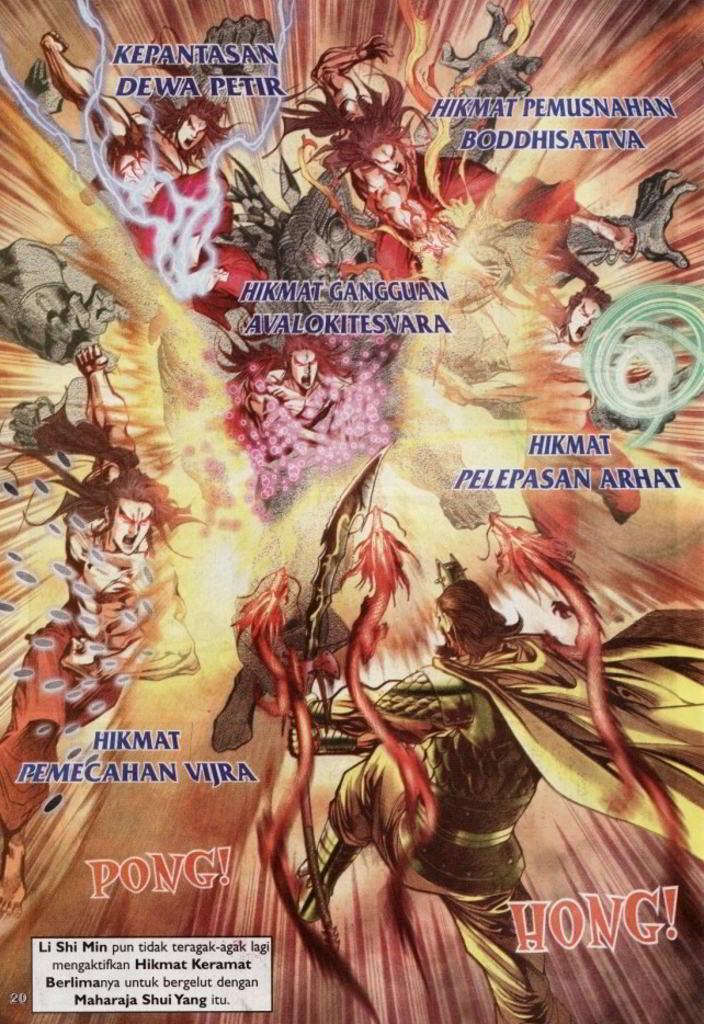 KEPANTASAN
DEWA PETIR
HIKMAT PEMUSNAHAN
BODDHISATTVA
HIKMAT GANGGUAN
AVALOKITESVARA
HIKMAT
PELEPASAN ARHAT
HIKMAT
PEMECAHAN VIJRA
PONG!
HONG!
Li Shi Min pun tidak teragak-agak lagi
mengaktifkan Hikmat Keramat
Berlimanya untuk bergelut dengan
Maharaja Shui Yang itu.
20